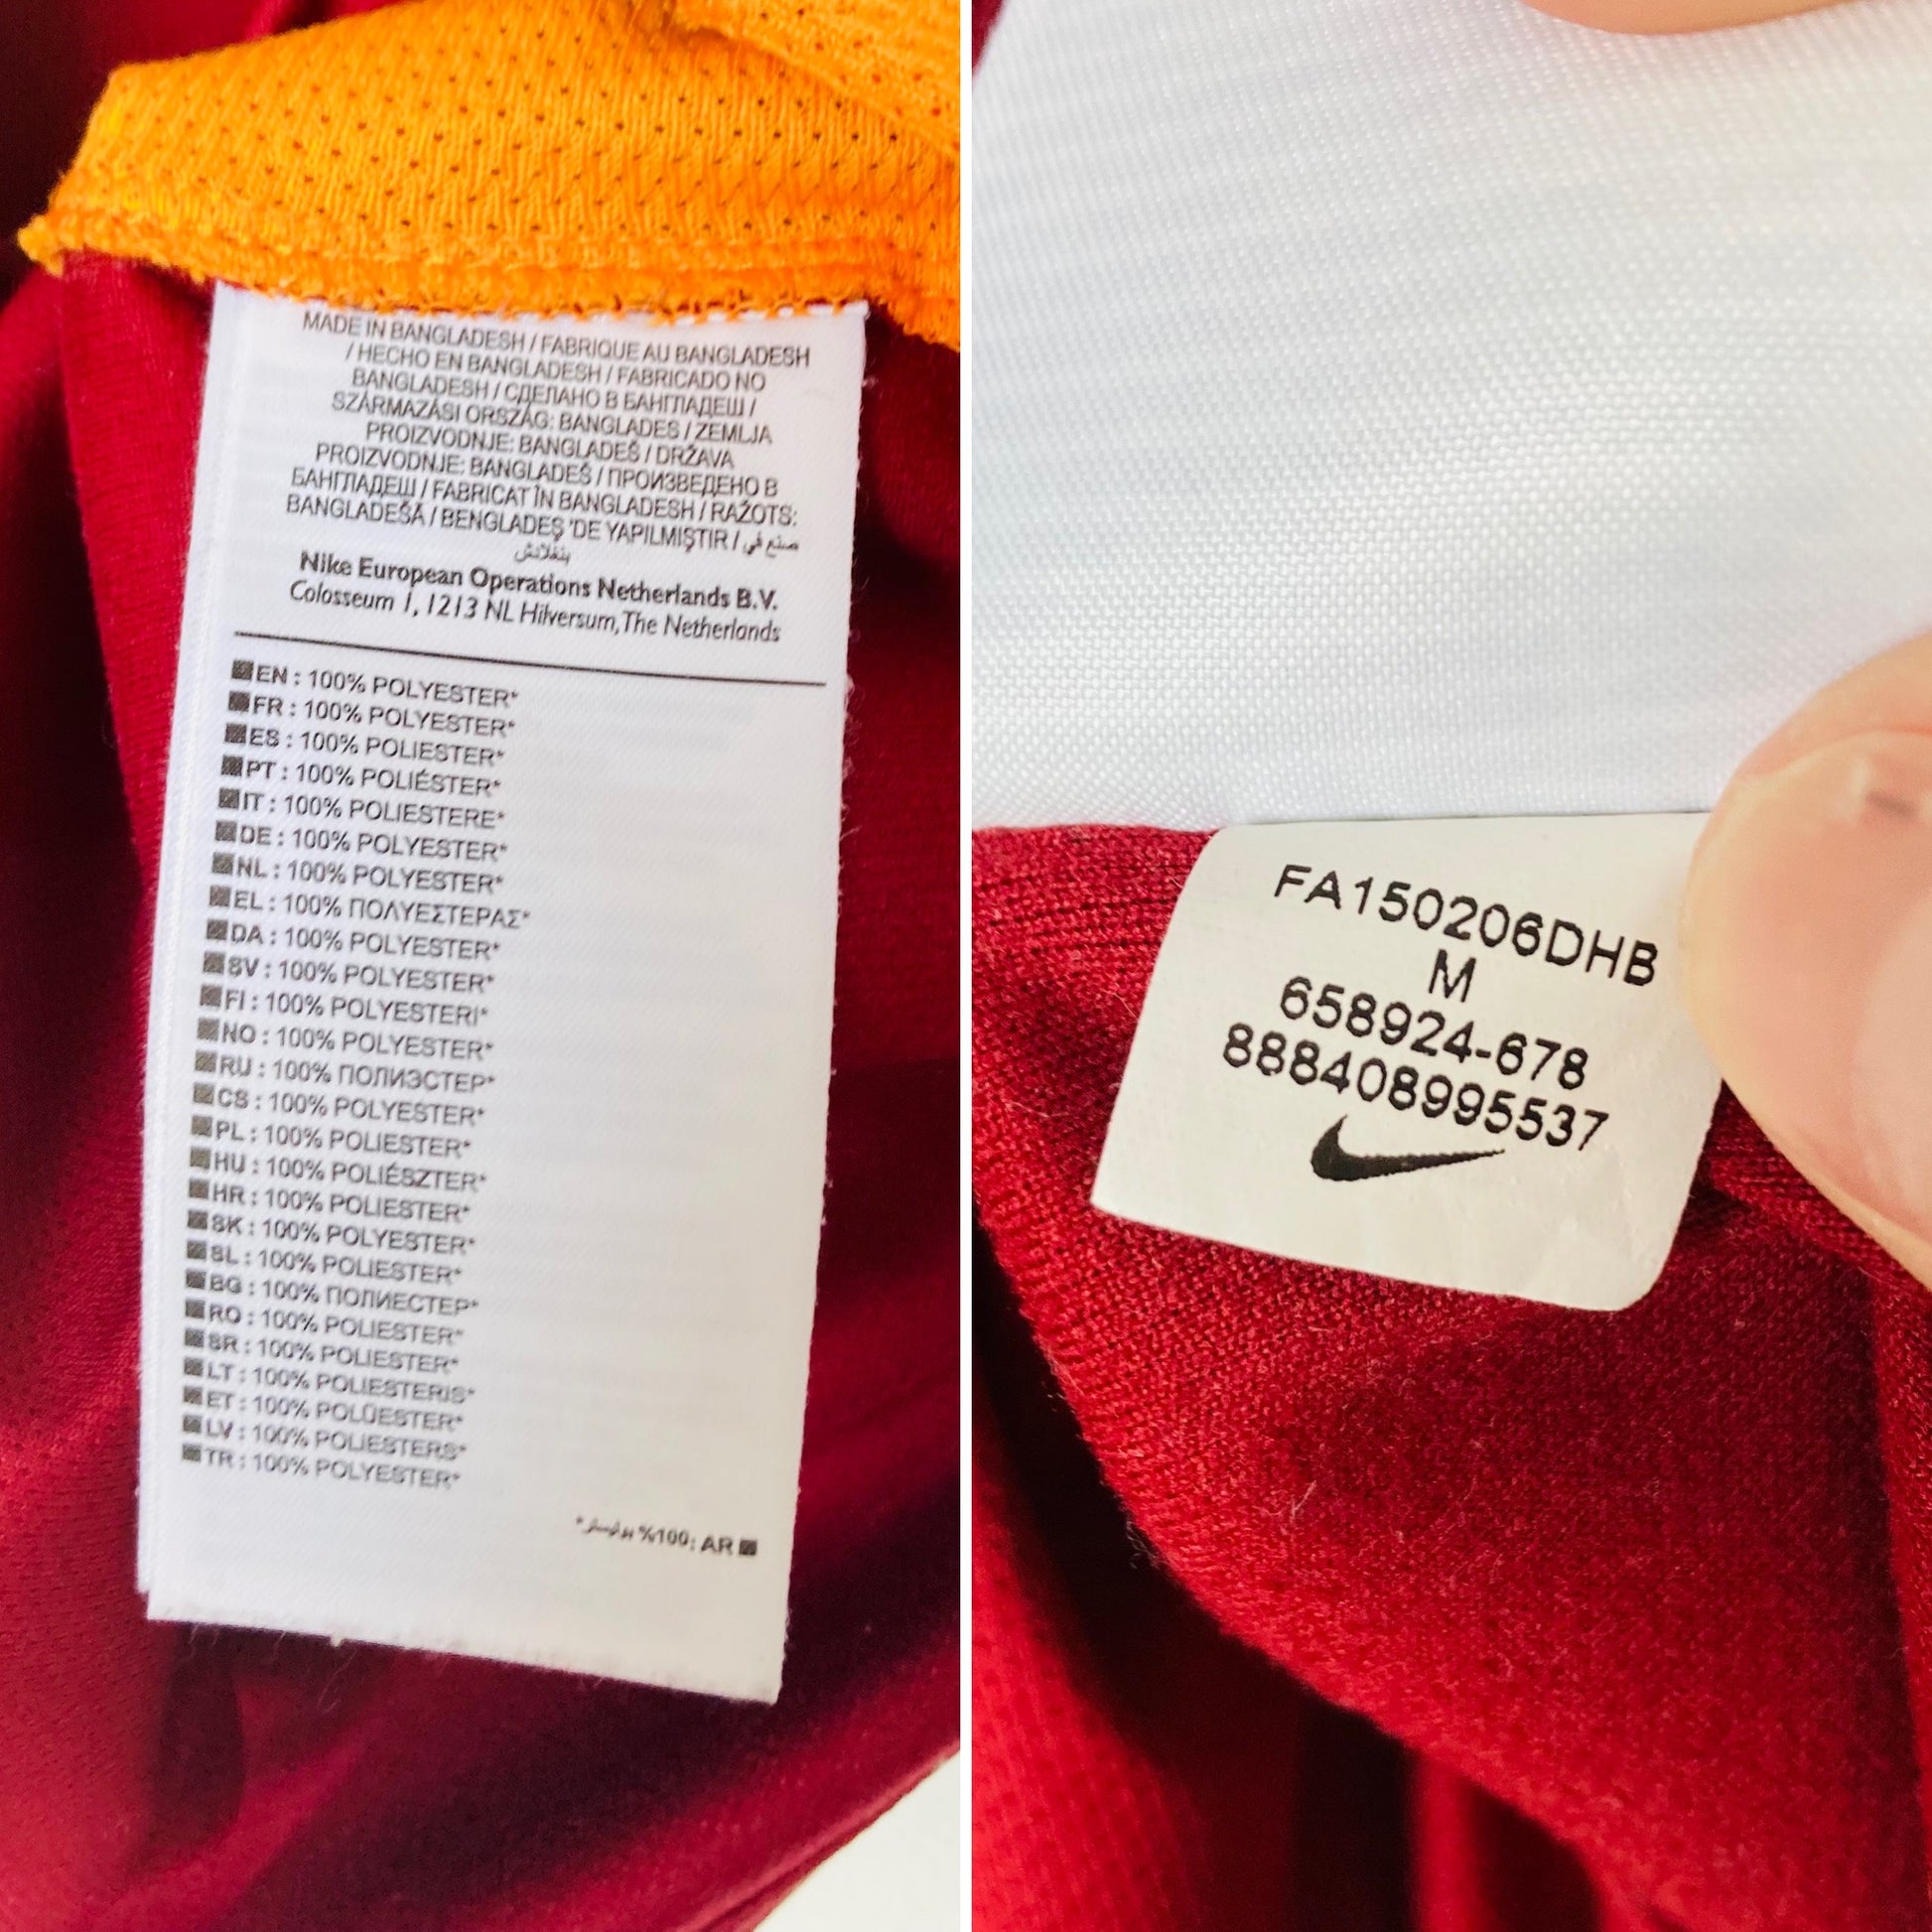 MADE IN BANGLADESH / FABRIQUE AU BANGLADESH
/ HECHO EN BANGLADESH / FABRICADO NO
BANGLADESH / СДЕЛАНО В БАНГЛАДЕШ /
SZÁRMAZÁSI ORSZÁG: BANGLADES / ZEMLJA
PROIZVODNJE: BANGLADEŠ / DRŽAVA
PROIZVODNJE: BANGLADEŠ / ПРОИЗВЕДЕНО В
БАНГЛАДЕШ / FABRICAT ÎN BANGLADESH / RAŽOTS:
BANGLADEŠĀ / BENGLADEŞ 'DE YAPILMIŞTIR / صنع في
بنغلادش
Nike European Operations Netherlands B.V.
Colosseum 1, 1213 NL Hilversum, The Netherlands
EN : 100% POLYESTER*
FR : 100% POLYESTER*
ES : 100% POLIESTER*
PT : 100% POLIÉSTER*
IT : 100% POLIESTERE*
DE : 100% POLYESTER*
NL : 100% POLYESTER*
EL : 100% ΠΟΛΥΕΣΤΕΡΑΣ*
DA : 100% POLYESTER*
SV : 100% POLYESTER*
FI : 100% POLYESTERI*
NO : 100% POLYESTER*
RU : 100% ПОЛИЭСТЕР*
CS : 100% POLYESTER*
PL : 100% POLIESTER*
HU : 100% POLIÉSZTER*
HR : 100% POLIESTER*
SK : 100% POLYESTER*
SL : 100% POLIESTER*
BG : 100% ПОЛИЕСТЕР*
RO : 100% POLIESTER*
SR : 100% POLIESTER*
LT : 100% POLIESTERIS*
ET : 100% POLÜESTER*
LV : 100% POLIESTERS*
TR : 100% POLYESTER*
AR :100% بوليستر*
FA150206DHB
M
658924-678
888408995537